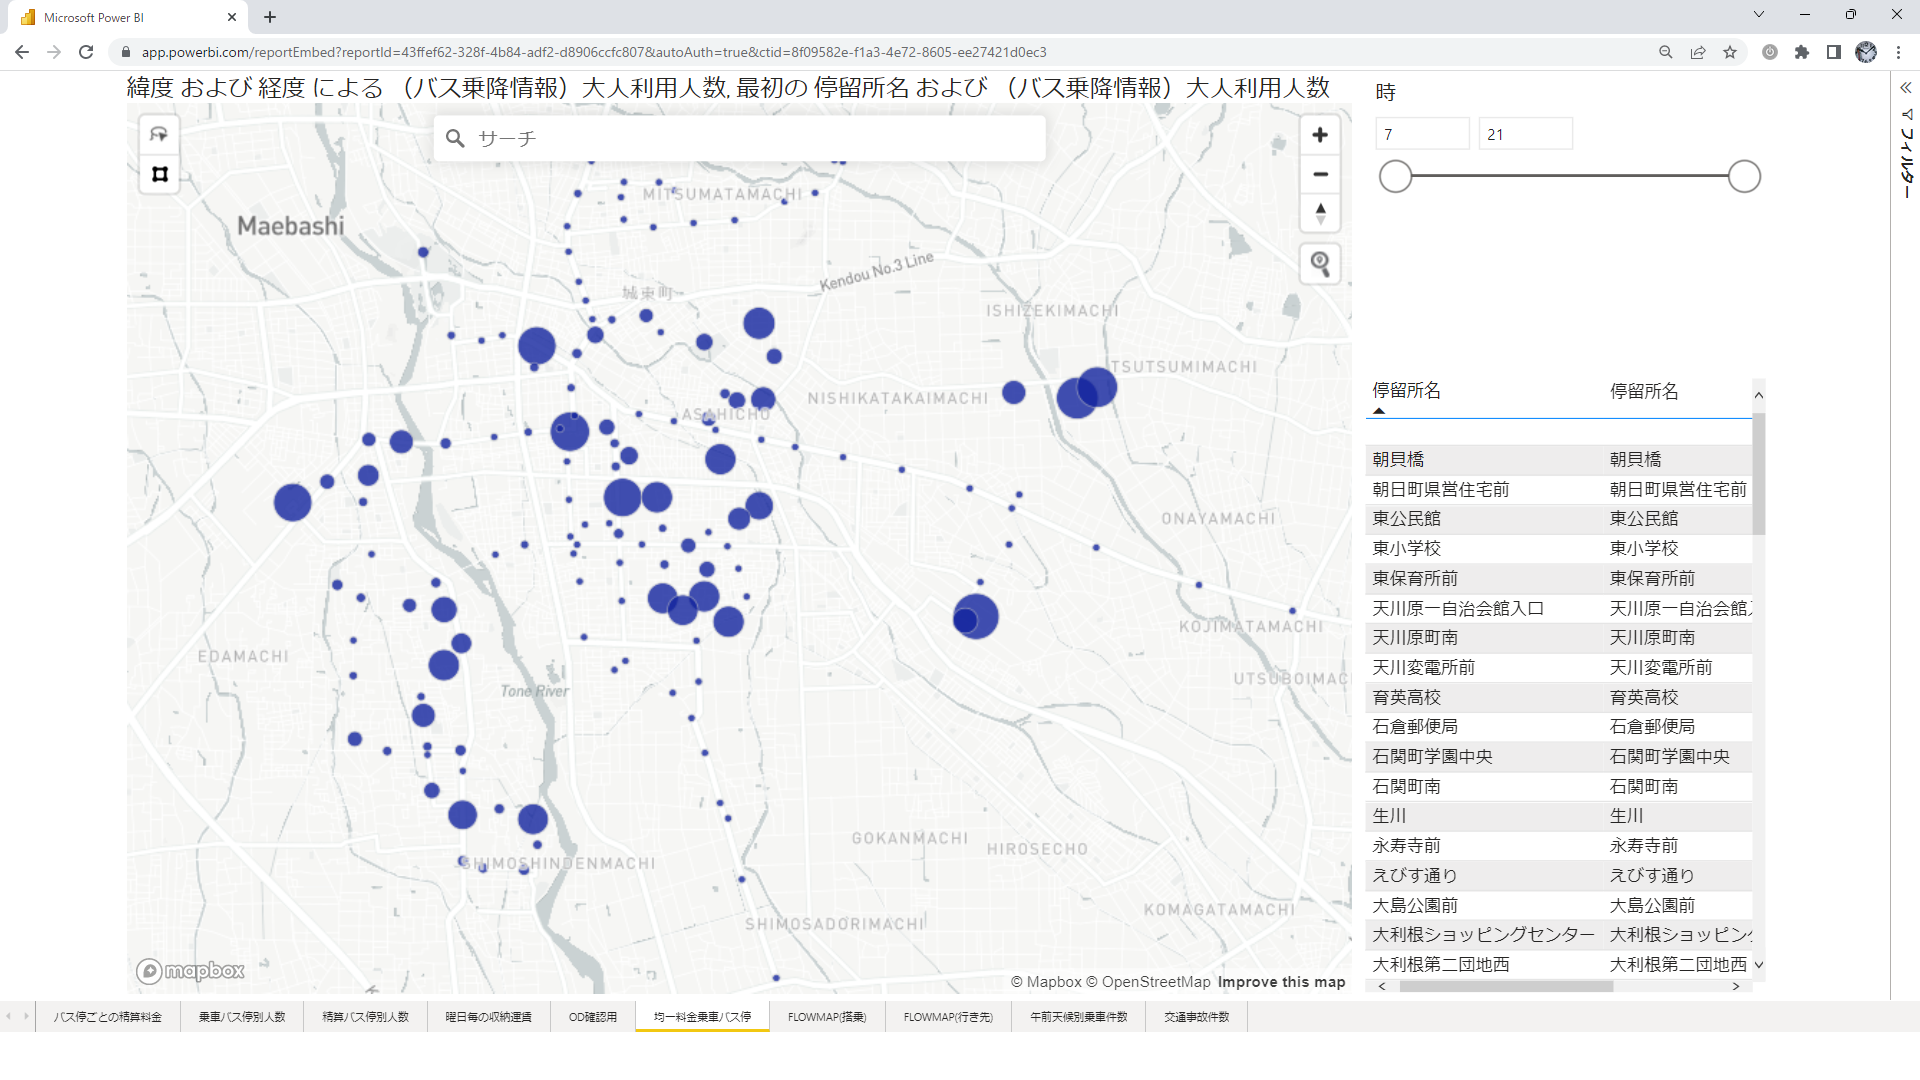 Microsoft Power BI
app.powerbi.com/reportEmbed?reportId=43ffef62-328f-4b84-adf2-d8906ccfc807&autoAuth=true&ctid=8f09582e-f1a3-4e72-8605-ee27421d0ec3
緯度 および 経度 による （バス乗降情報）大人利用人数, 最初の 停留所名 および （バス乗降情報）大人利用人数
サーチ
MITSUMATAMACHI
Maebashi
Kendou No.3 Line
城東町
ISHIZEKIMACHI
TSUTSUMIMACHI
NISHIKATAKAIMACHI
ASAHICHO
ONAYAMACHI
KOJIMATAMACHI
EDAMACHI
UTSUBOIMAC
Tone River
GOKANMACHI
HIROSECHO
SHIMOSHINDENMACHI
KOMAGATAMACHI
SHIMOSADORIMACHI
mapbox
© Mapbox © OpenStreetMap Improve this map
時
7 21
フィルター
停留所名 停留所名
朝貝橋 朝貝橋
朝日町県営住宅前 朝日町県営住宅前
東公民館 東公民館
東小学校 東小学校
東保育所前 東保育所前
天川原一自治会館入口 天川原一自治会館入
天川原町南 天川原町南
天川変電所前 天川変電所前
育英高校 育英高校
石倉郵便局 石倉郵便局
石関町学園中央 石関町学園中央
石関町南 石関町南
生川 生川
永寿寺前 永寿寺前
えびす通り えびす通り
大島公園前 大島公園前
大利根ショッピングセンター 大利根ショッピング
大利根第二団地西 大利根第二団地西
バス停ごとの精算料金 乗車バス停別人数 精算バス停別人数 曜日毎の収納運賃 OD確認用 均一料金乗車バス停 FLOWMAP(搭乗) FLOWMAP(行き先) 午前天候別乗車件数 交通事故件数